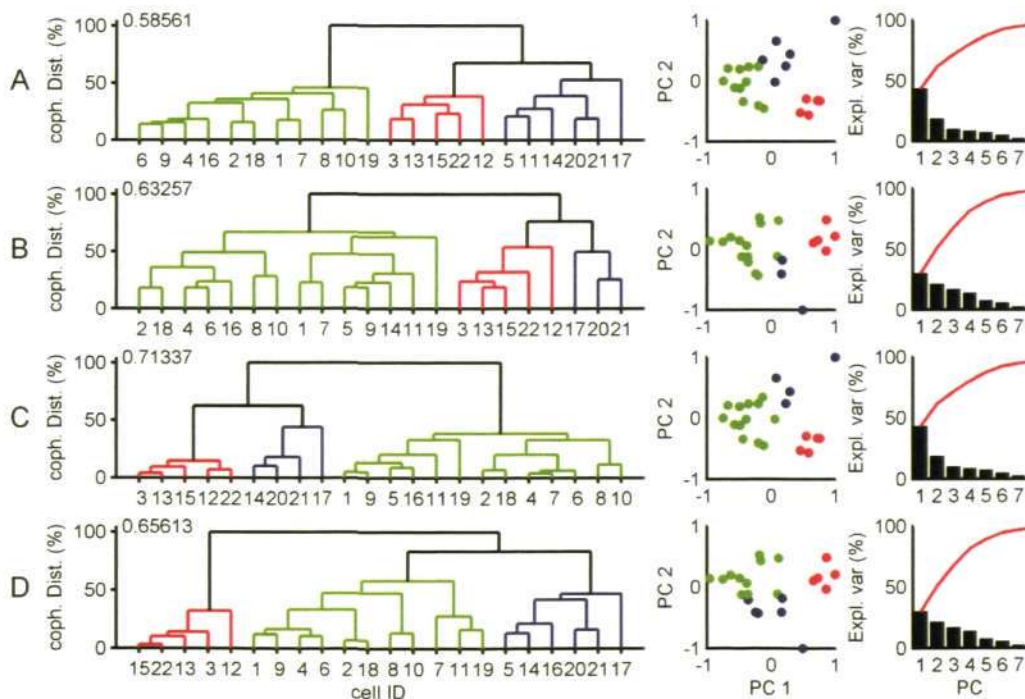 A
0.58561
coph. Dist. (%)
100
50
0
6 9 4 16 2 18 1 7 8 10 19 3 13 15 22 12 5 11 14 20 21 17
PC 2
1
0
-1
-1 0 1
Expl. var (%)
100
50
0
1 2 3 4 5 6 7
B
0.63257
coph. Dist. (%)
100
50
0
2 18 4 6 16 8 10 1 7 5 9 14 11 19 3 13 15 22 12 17 20 21
PC 2
1
0
-1
-1 0 1
Expl. var (%)
100
50
0
1 2 3 4 5 6 7
C
0.71337
coph. Dist. (%)
100
50
0
3 13 15 12 22 14 20 21 17 1 9 5 16 11 19 2 18 4 7 6 8 10
PC 2
1
0
-1
-1 0 1
Expl. var (%)
100
50
0
1 2 3 4 5 6 7
D
0.65613
coph. Dist. (%)
100
50
0
15 22 13 3 12 1 9 4 6 2 18 8 10 7 11 19 5 14 16 20 21 17
cell ID
PC 2
1
0
-1
-1 0 1
PC 1
Expl. var (%)
100
50
0
1 2 3 4 5 6 7
PC